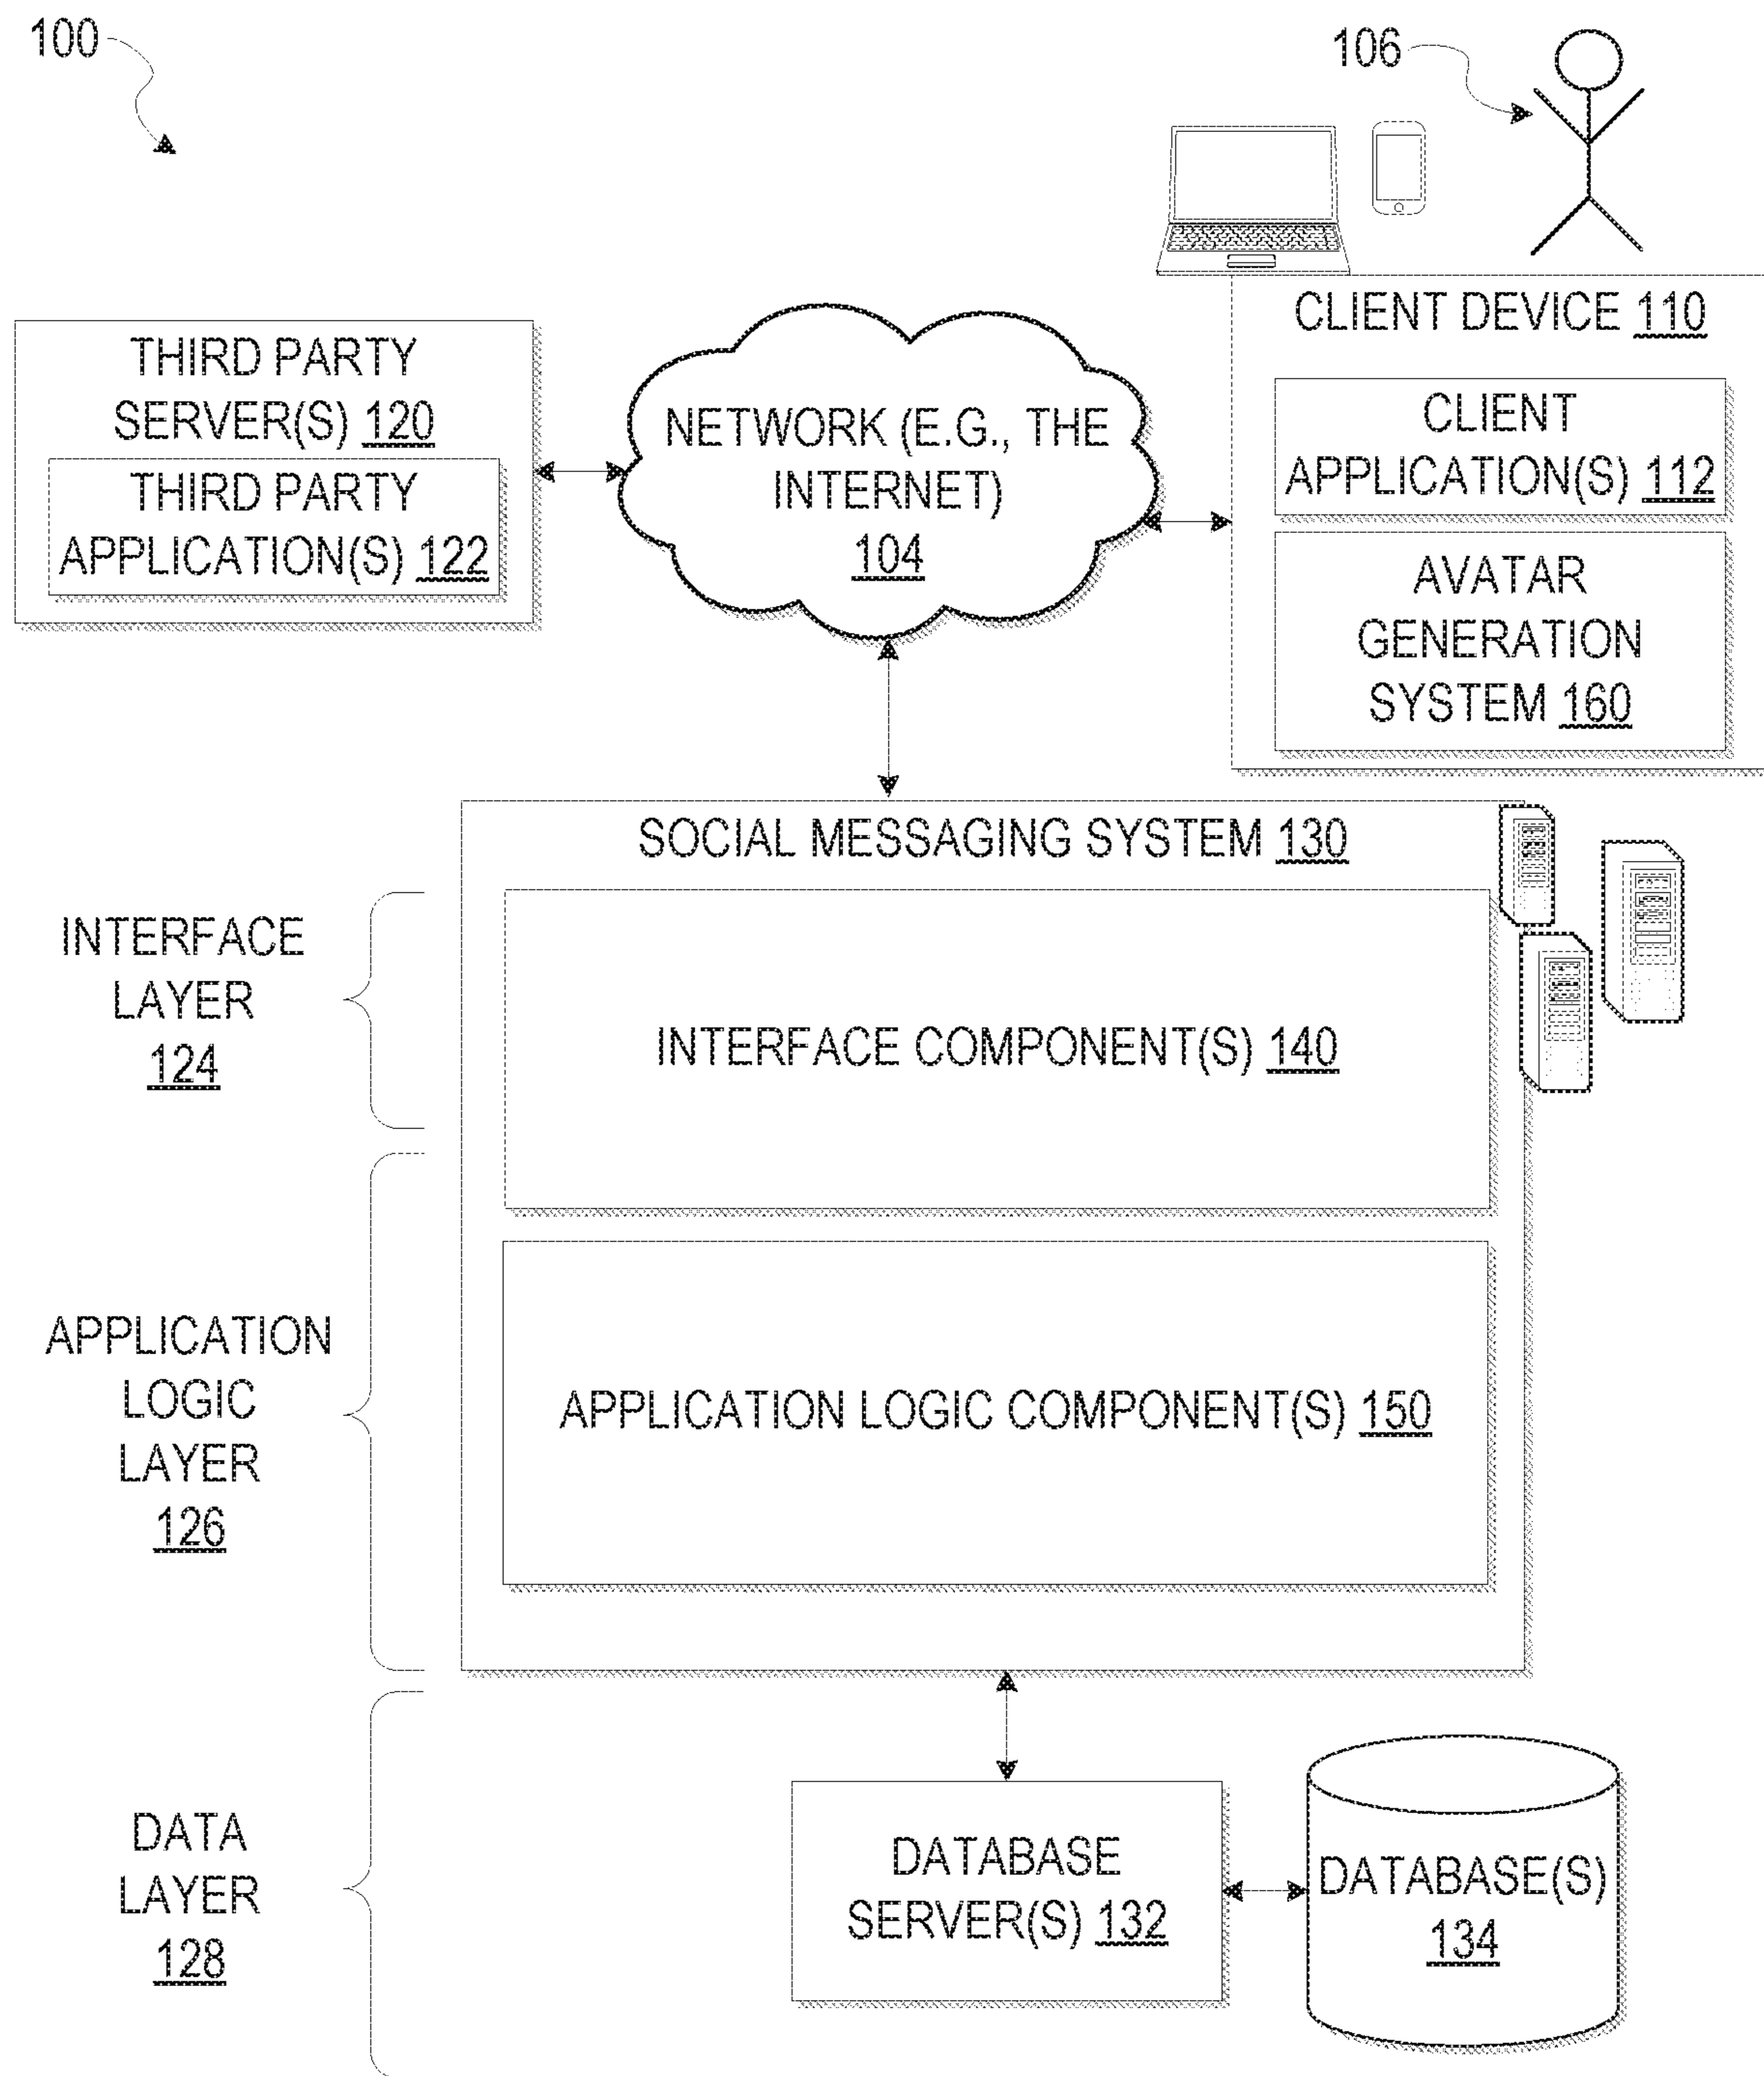 100
106
CLIENT DEVICE 110
THIRD PARTY
SERVER(S) 120
THIRD PARTY
APPLICATION(S) 122
NETWORK (E.G., THE
INTERNET)
104
CLIENT
APPLICATION(S) 112
AVATAR
GENERATION
SYSTEM 160
SOCIAL MESSAGING SYSTEM 130
INTERFACE
LAYER
124
INTERFACE COMPONENT(S) 140
APPLICATION
LOGIC
LAYER
126
APPLICATION LOGIC COMPONENT(S) 150
DATA
LAYER
128
DATABASE
SERVER(S) 132
DATABASE(S)
134